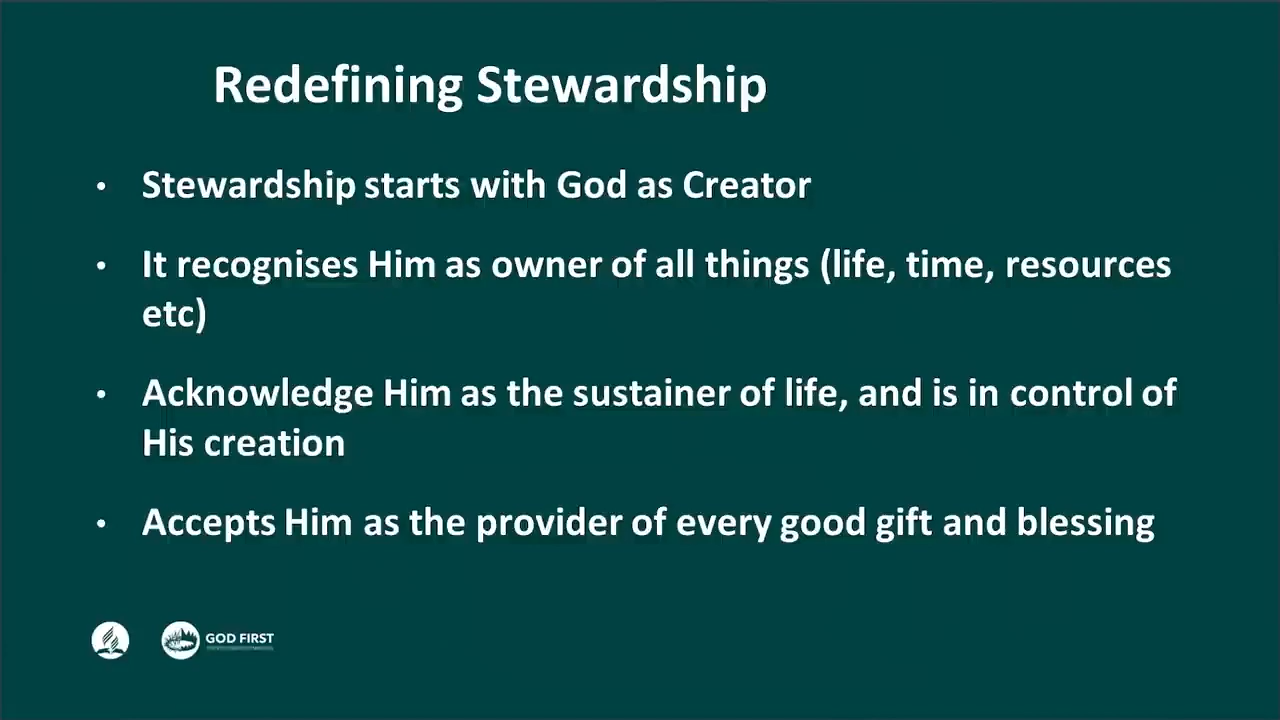 Redefining Stewardship
• Stewardship starts with God as Creator
• It recognises Him as owner of all things (life, time, resources
etc)
• Acknowledge Him as the sustainer of life, and is in control of
His creation
• Accepts Him as the provider of every good gift and blessing
GOD FIRST